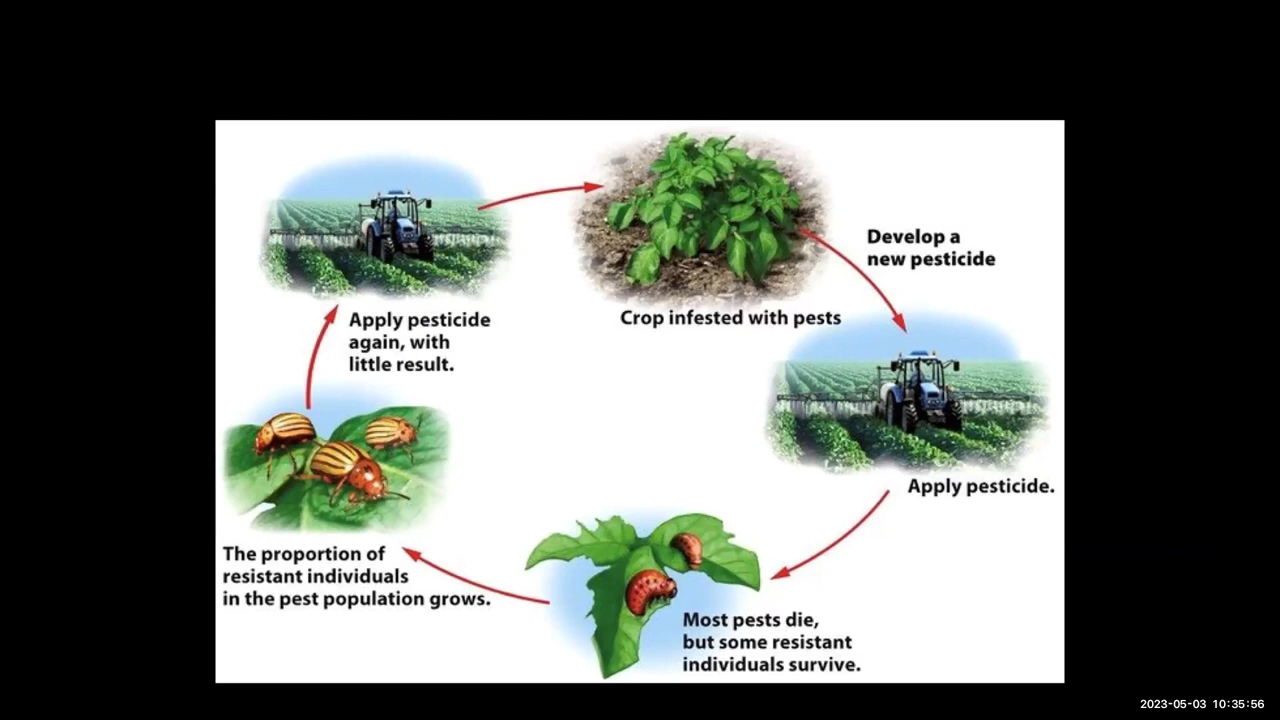 Crop infested with pests
Develop a
new pesticide
Apply pesticide.
Most pests die,
but some resistant
individuals survive.
The proportion of
resistant individuals
in the pest population grows.
Apply pesticide
again, with
little result.
2023-05-03 10:35:56